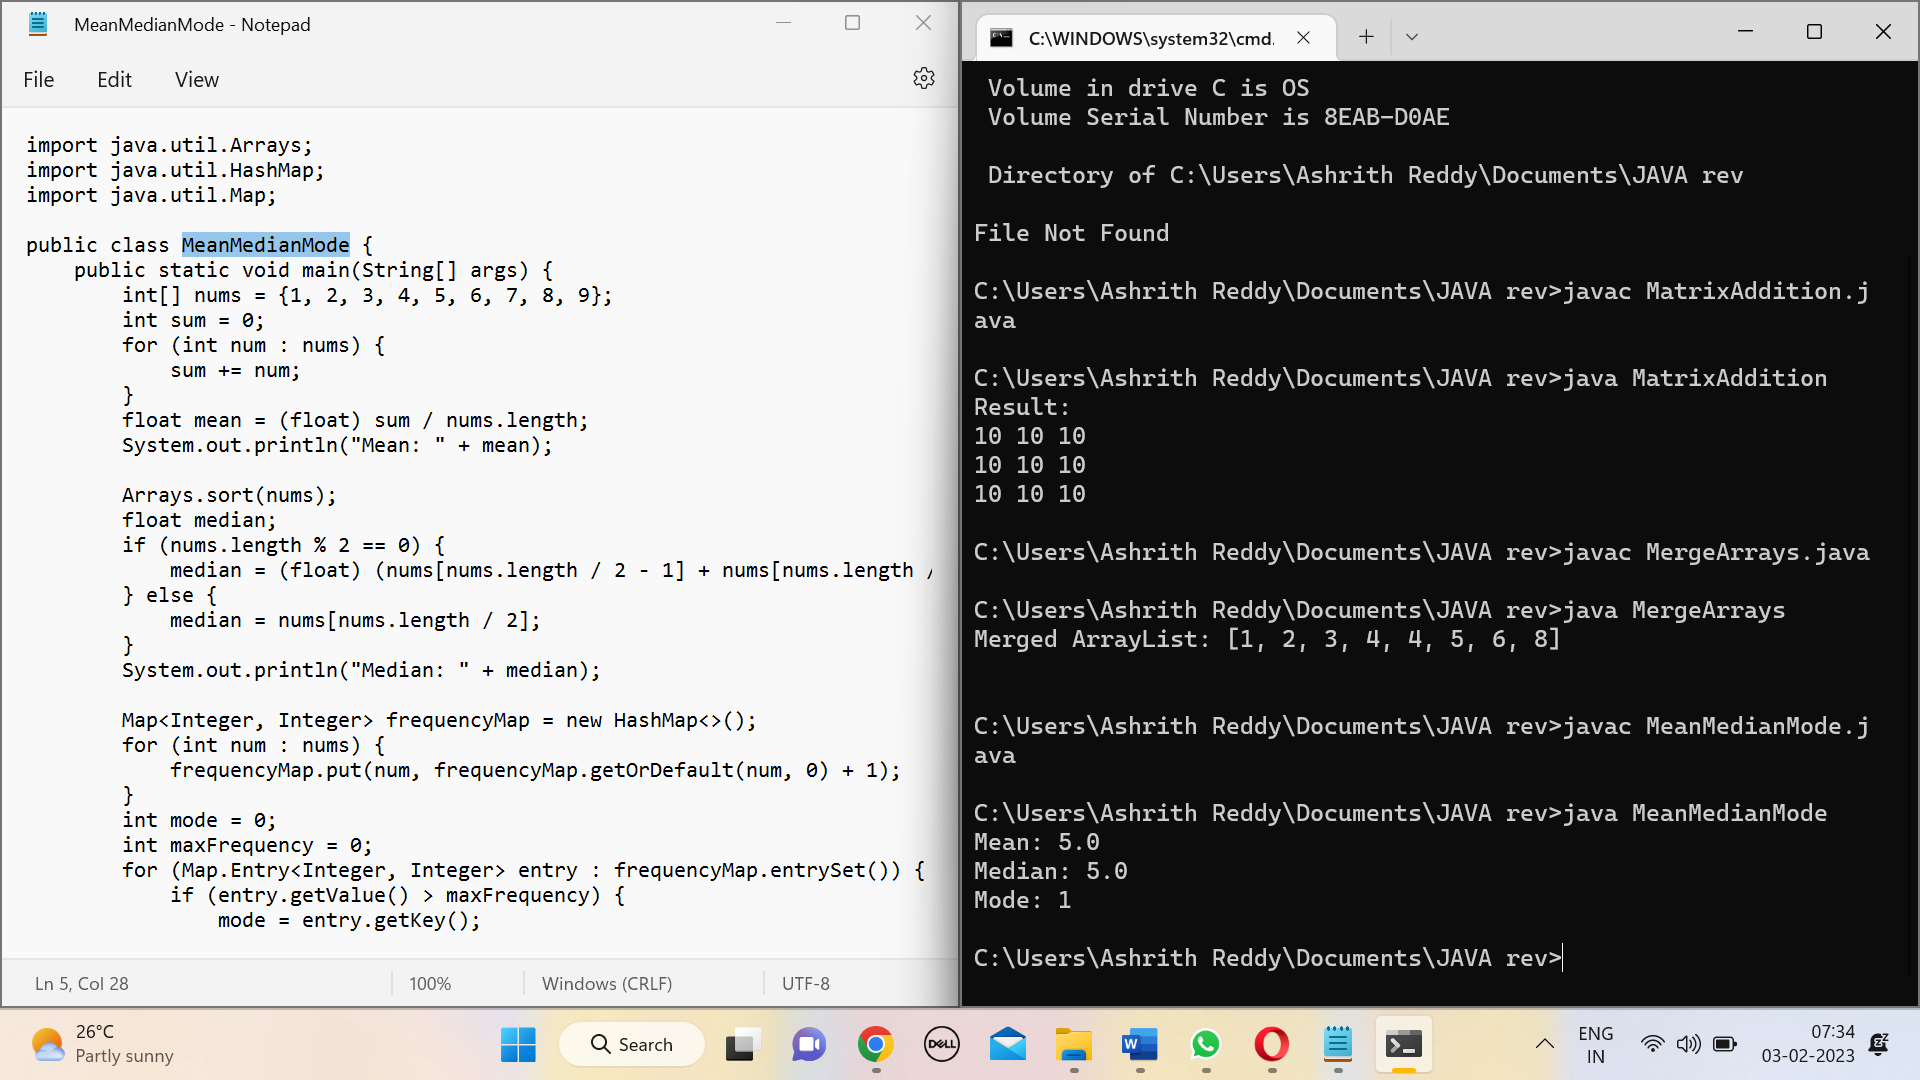 MeanMedianMode - Notepad
File Edit View
import java.util.Arrays;
import java.util.HashMap;
import java.util.Map;
public class MeanMedianMode {
    public static void main(String[] args) {
        int[] nums = {1, 2, 3, 4, 5, 6, 7, 8, 9};
        int sum = 0;
        for (int num : nums) {
            sum += num;
        }
        float mean = (float) sum / nums.length;
        System.out.println("Mean: " + mean);
        Arrays.sort(nums);
        float median;
        if (nums.length % 2 == 0) {
            median = (float) (nums[nums.length / 2 - 1] + nums[nums.length /
        } else {
            median = nums[nums.length / 2];
        }
        System.out.println("Median: " + median);
        Map<Integer, Integer> frequencyMap = new HashMap<>();
        for (int num : nums) {
            frequencyMap.put(num, frequencyMap.getOrDefault(num, 0) + 1);
        }
        int mode = 0;
        int maxFrequency = 0;
        for (Map.Entry<Integer, Integer> entry : frequencyMap.entrySet()) {
            if (entry.getValue() > maxFrequency) {
                mode = entry.getKey();
Ln 5, Col 28 100% Windows (CRLF) UTF-8
C:\WINDOWS\system32\cmd.
Volume in drive C is OS
Volume Serial Number is 8EAB-D0AE
Directory of C:\Users\Ashrith Reddy\Documents\JAVA rev
File Not Found
C:\Users\Ashrith Reddy\Documents\JAVA rev>javac MatrixAddition.j
ava
C:\Users\Ashrith Reddy\Documents\JAVA rev>java MatrixAddition
Result:
10 10 10
10 10 10
10 10 10
C:\Users\Ashrith Reddy\Documents\JAVA rev>javac MergeArrays.java
C:\Users\Ashrith Reddy\Documents\JAVA rev>java MergeArrays
Merged ArrayList: [1, 2, 3, 4, 4, 5, 6, 8]
C:\Users\Ashrith Reddy\Documents\JAVA rev>javac MeanMedianMode.j
ava
C:\Users\Ashrith Reddy\Documents\JAVA rev>java MeanMedianMode
Mean: 5.0
Median: 5.0
Mode: 1
C:\Users\Ashrith Reddy\Documents\JAVA rev>
26°C
Partly sunny
Search
DELL
W
ENG
IN
07:34
03-02-2023